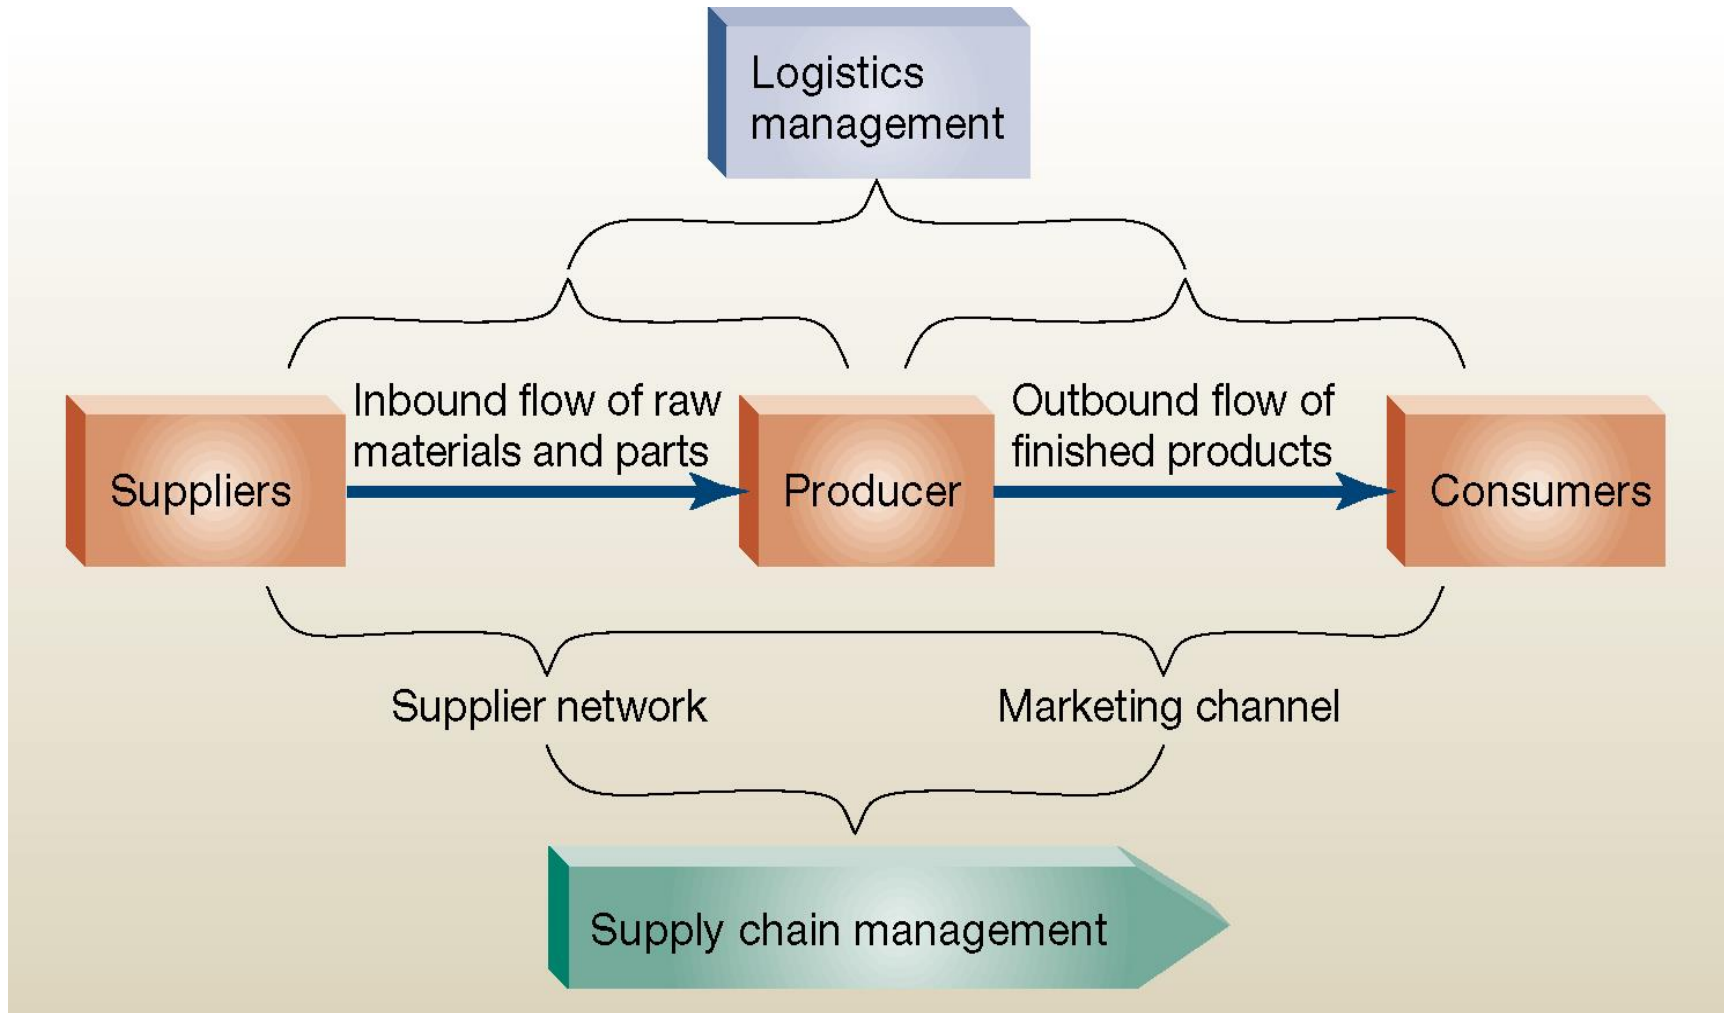 Logistics
management
Inbound flow of raw
materials and parts
Outbound flow of
finished products
Suppliers
Producer
Consumers
Supplier network
Marketing channel
Supply chain management